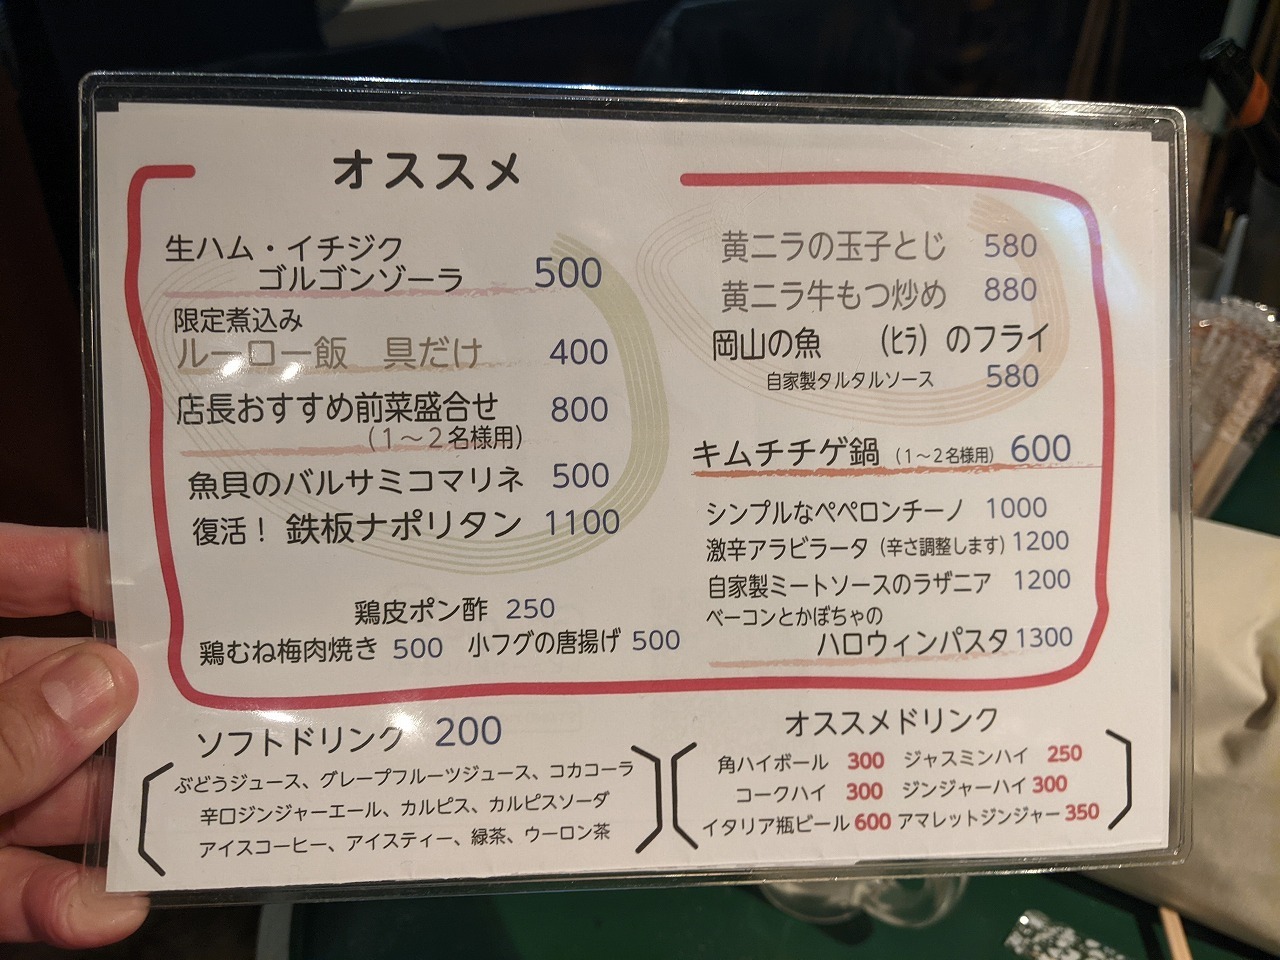 オススメ
生ハム・イチジク
ゴルゴンゾーラ 500
限定煮込み
ルーロー飯 具だけ 400
店長おすすめ前菜盛合せ 800
(1～2名様用)
魚貝のバルサミコマリネ 500
復活！ 鉄板ナポリタン 1100
鶏皮ポン酢 250
鶏むね梅肉焼き 500 小フグの唐揚げ 500
黄ニラの玉子とじ 580
黄ニラ牛もつ炒め 880
岡山の魚 (ﾋﾗ) のフライ
自家製タルタルソース 580
キムチチゲ鍋 (1～2名様用) 600
シンプルなペペロンチーノ 1000
激辛アラビラータ (辛さ調整します) 1200
自家製ミートソースのラザニア 1200
ベーコンとかぼちゃの
ハロウィンパスタ 1300
ソフトドリンク 200
ぶどうジュース、グレープフルーツジュース、コカコーラ
辛口ジンジャーエール、カルピス、カルピスソーダ
アイスコーヒー、アイスティー、緑茶、ウーロン茶
オススメドリンク
角ハイボール 300 ジャスミンハイ 250
コークハイ 300 ジンジャーハイ 300
イタリア瓶ビール 600 アマレットジンジャー 350